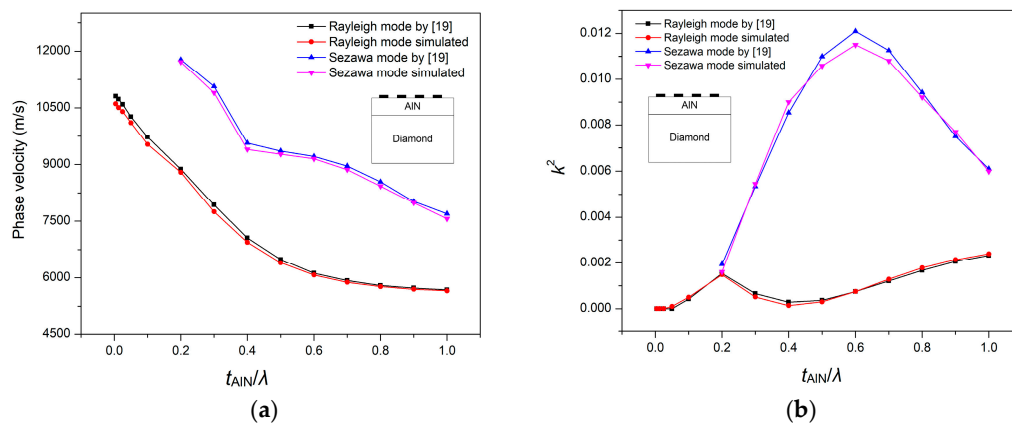 Phase velocity (m/s)
12000
10500
9000
7500
6000
4500
0.0 0.2 0.4 0.6 0.8 1.0
tAlN/λ
Rayleigh mode by [19]
Rayleigh mode simulated
Sezawa mode by [19]
Sezawa mode simulated
AlN
Diamond
(a)
k²
0.012
0.010
0.008
0.006
0.004
0.002
0.000
0.0 0.2 0.4 0.6 0.8 1.0
tAlN/λ
Rayleigh mode by [19]
Rayleigh mode simulated
Sezawa mode by [19]
Sezawa mode simulated
AlN
Diamond
(b)